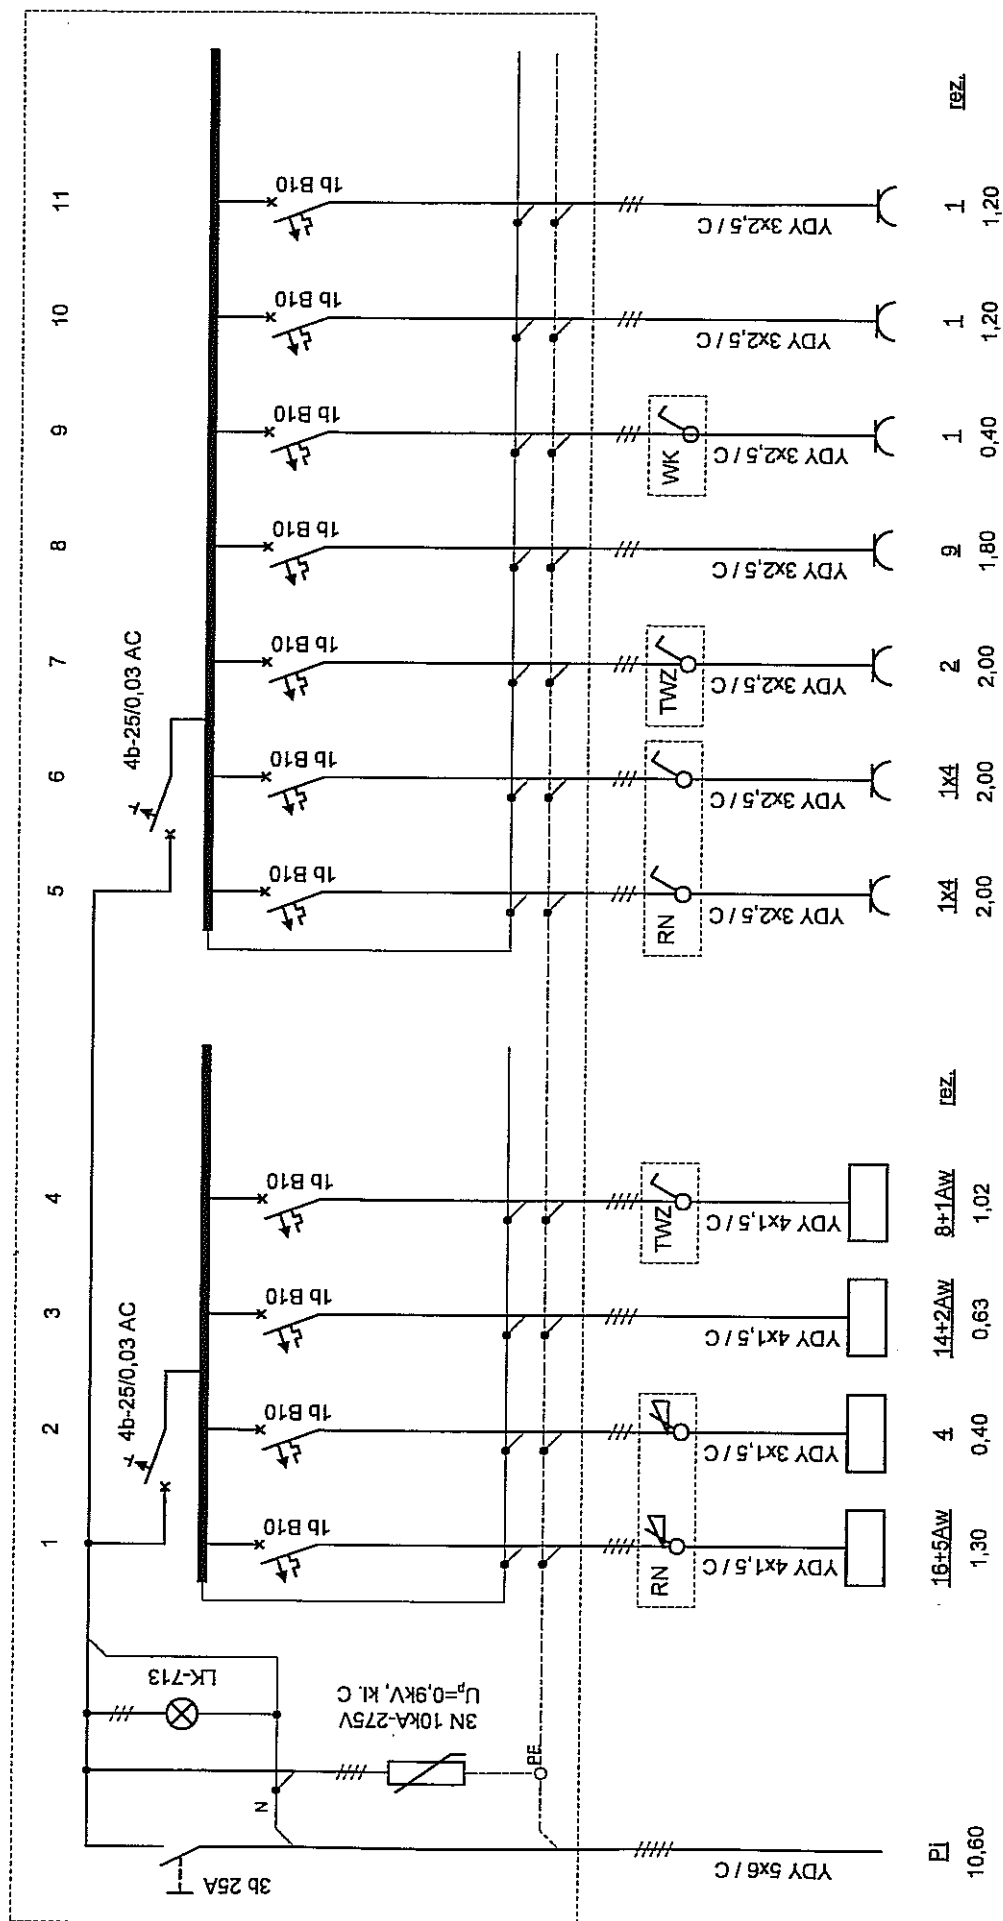 1
2
3
4
5
6
7
8
9
10
11
4b-25/0,03 AC
4b-25/0,03 AC
3b 25A
LK-713
3N 10kA-275V
Uₚ=0,9kV, kl. C
N
PE
1b B10
1b B10
1b B10
1b B10
1b B10
1b B10
1b B10
1b B10
1b B10
1b B10
1b B10
RN
TWZ
RN
TWZ
WK
YDY 5x6 / C
YDY 4x1,5 / C
YDY 3x1,5 / C
YDY 4x1,5 / C
YDY 4x1,5 / C
YDY 3x2,5 / C
YDY 3x2,5 / C
YDY 3x2,5 / C
YDY 3x2,5 / C
YDY 3x2,5 / C
YDY 3x2,5 / C
YDY 3x2,5 / C
Pi
16+5Aw
4
14+2Aw
8+1Aw
rez.
1x4
1x4
2
9
1
1
1
rez.
10,60
1,30
0,40
0,63
1,02
2,00
2,00
2,00
1,80
0,40
1,20
1,20